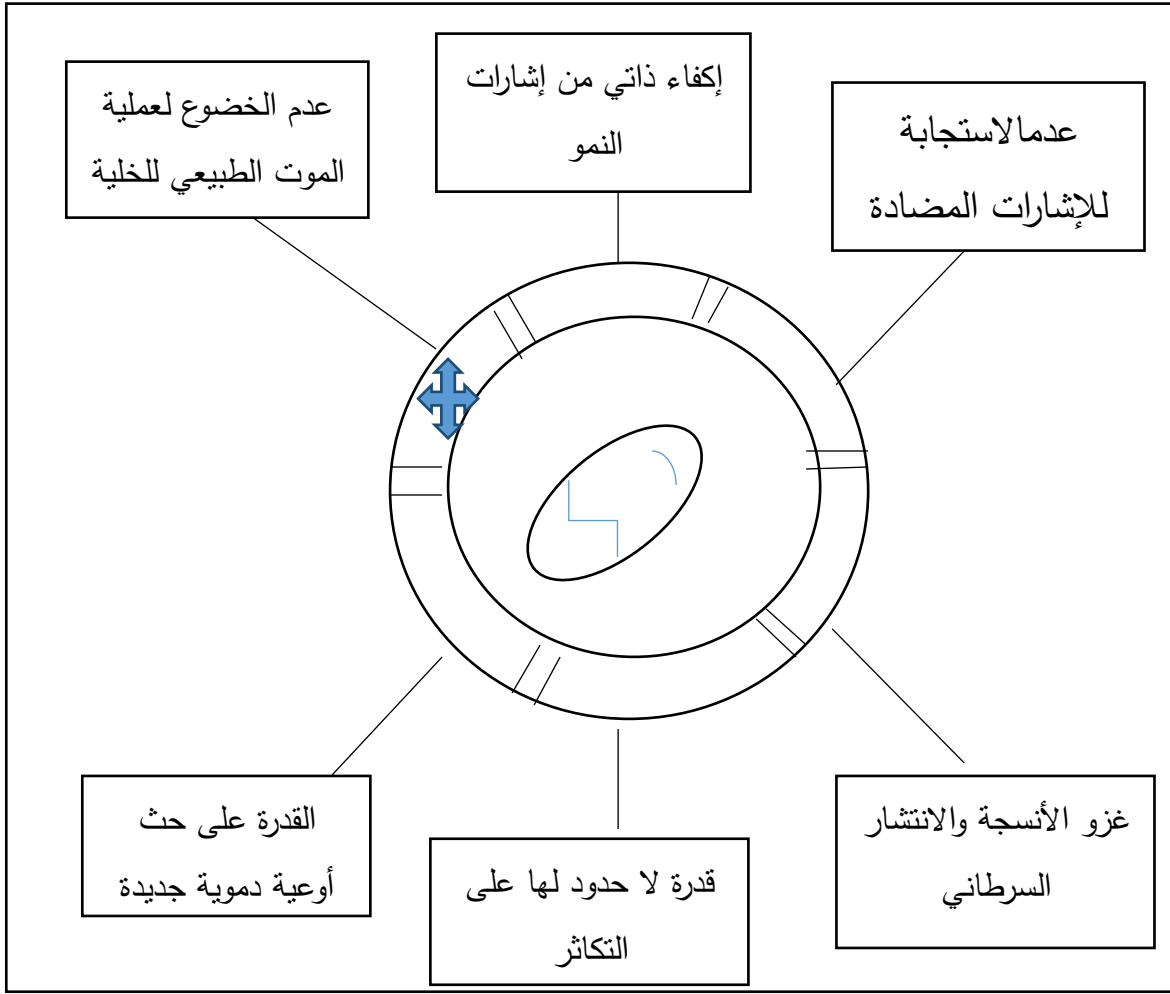 عدمالاستجابة
للإشارات المضادة
إكفاء ذاتي من إشارات
النمو
عدم الخضوع لعملية
الموت الطبيعي للخلية
غزو الأنسجة والانتشار
السرطاني
قدرة لا حدود لها على
التكاثر
القدرة على حث
أوعية دموية جديدة